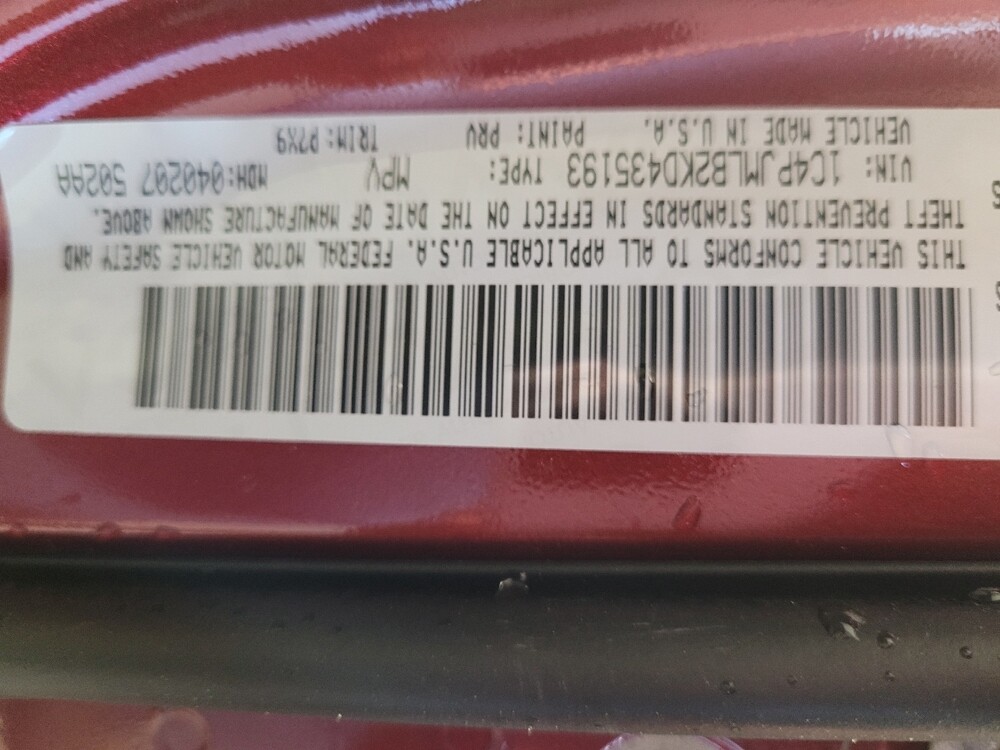 THIS VEHICLE CONFORMS TO ALL APPLICABLE U.S.A. FEDERAL MOTOR VEHICLE SAFETY AND
THEFT PREVENTION STANDARDS IN EFFECT ON THE DATE OF MANUFACTURE SHOWN ABOVE.
VIN: 1C4PJMLB2KD435193 TYPE: MPV MDH:040207 502AA
VEHICLE MADE IN U.S.A. PAINT: PRV TRIM: P7X9